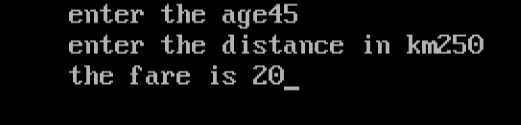 enter the age45
enter the distance in km250
the fare is 20_